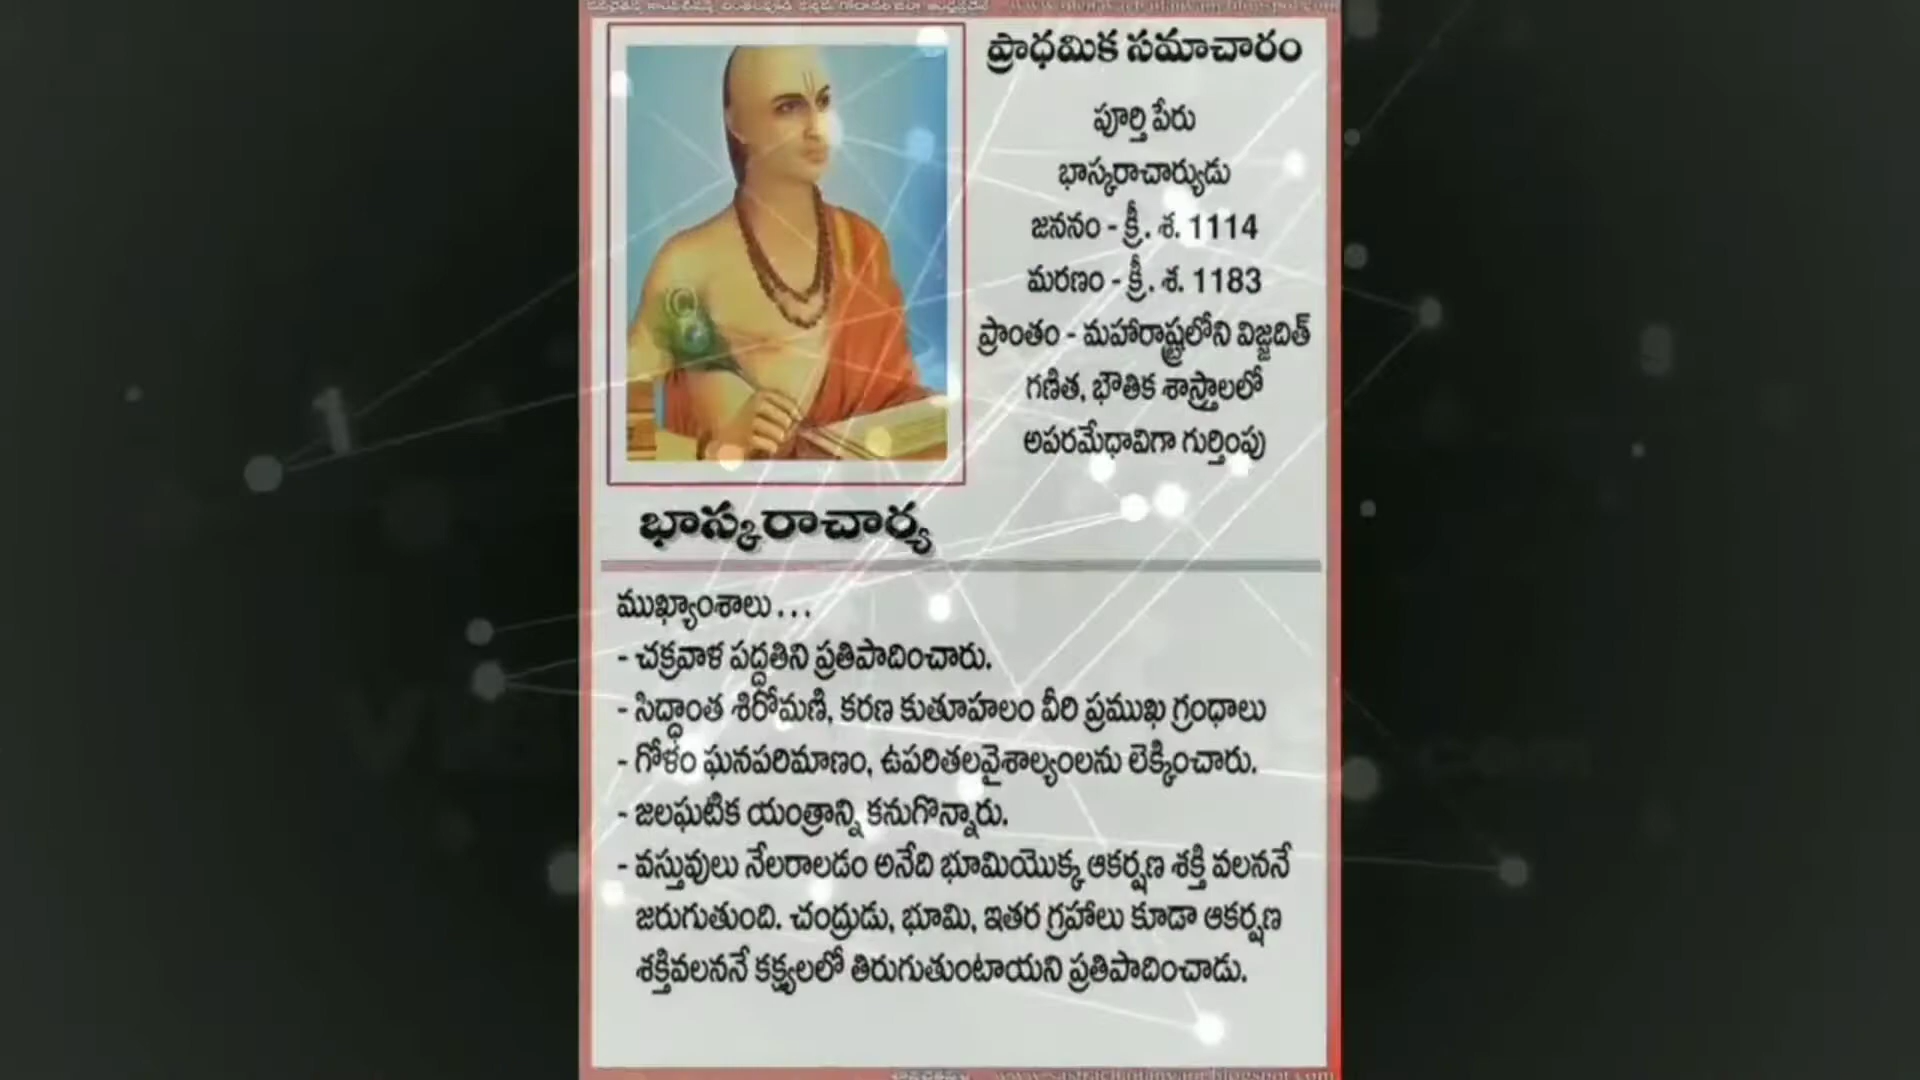 ప్రాధమిక సమాచారం
పూర్తి పేరు
భాస్కరాచార్యుడు
జననం - క్రీ. శ. 1114
మరణం - క్రీ. శ. 1183
ప్రాంతం - మహారాష్ట్రలోని విజ్జదిత్
గణిత, భౌతిక శాస్త్రాలలో
అపరమేధావిగా గుర్తింపు
భాస్కరాచార్య
ముఖ్యాంశాలు...
- చక్రవాళ పద్దతిని ప్రతిపాదించారు.
- సిద్ధాంత శిరోమణి, కరణ కుతూహలం వీరి ప్రముఖ గ్రంధాలు
- గోళం ఘనపరిమాణం, ఉపరితలవైశాల్యంలను లెక్కించారు.
- జలఘటిక యంత్రాన్ని కనుగొన్నారు.
- వస్తువులు నేలరాలడం అనేది భూమియొక్క ఆకర్షణ శక్తి వలననే
జరుగుతుంది. చంద్రుడు, భూమి, ఇతర గ్రహాలు కూడా ఆకర్షణ
శక్తివలననే కక్ష్యలలో తిరుగుతుంటాయని ప్రతిపాదించాడు.